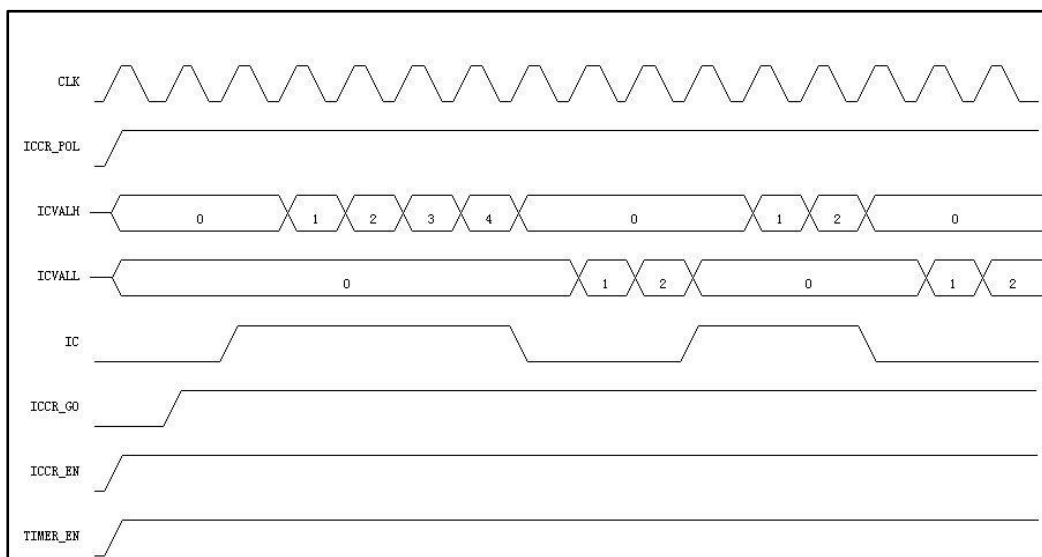 CLK
ICCR_POL
ICVALH 0 1 2 3 4 0 1 2 0
ICVALL 0 1 2 0 1 2
IC
ICCR_GO
ICCR_EN
TIMER_EN